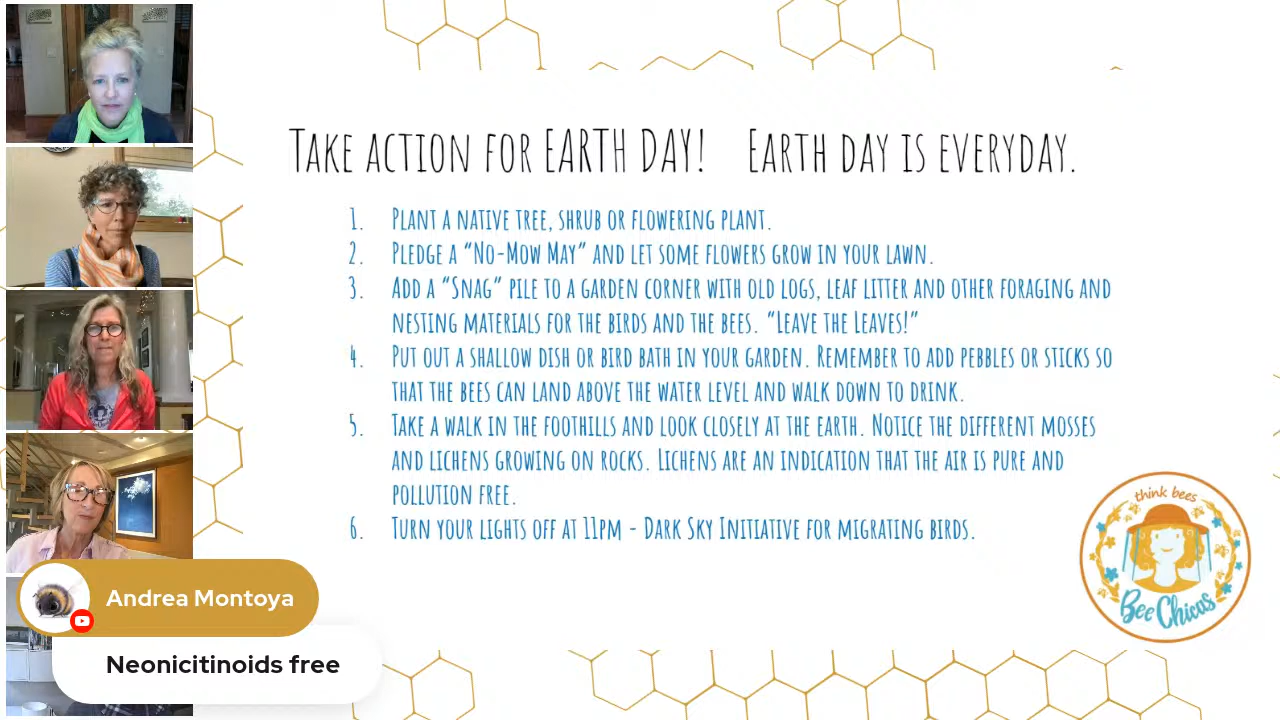 Take action for EARTH DAY! Earth day is everyday.
1. Plant a native tree, shrub or flowering plant.
2. Pledge a “No-Mow May” and let some flowers grow in your lawn.
3. Add a “Snag” pile to a garden corner with old logs, leaf litter and other foraging and
nesting materials for the birds and the bees. “Leave the Leaves!”
4. Put out a shallow dish or bird bath in your garden. Remember to add pebbles or sticks so
that the bees can land above the water level and walk down to drink.
5. Take a walk in the foothills and look closely at the earth. Notice the different mosses
and lichens growing on rocks. Lichens are an indication that the air is pure and
pollution free.
6. Turn your lights off at 11pm - Dark Sky Initiative for migrating birds.
think bees
Bee Chicas
Andrea Montoya
Neonicitinoids free